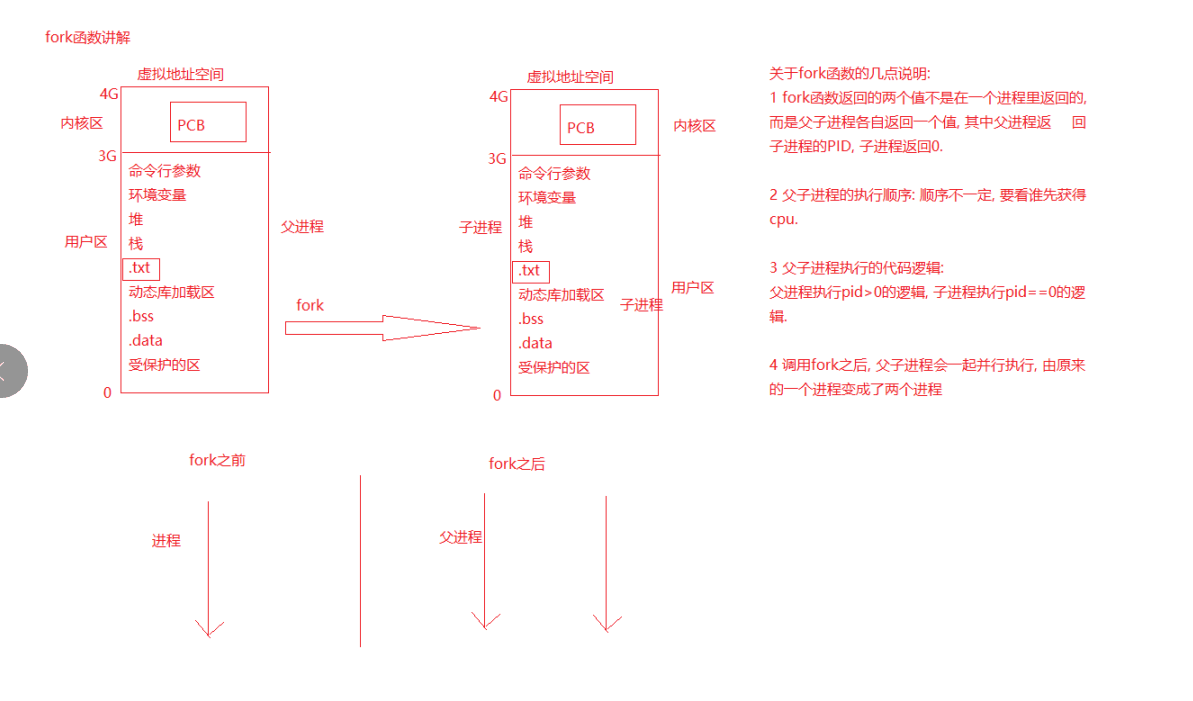 fork函数讲解
虚拟地址空间
4G
内核区
PCB
3G
命令行参数
环境变量
堆
用户区
栈
.txt
动态库加载区
.bss
.data
受保护的区
0
父进程
fork
虚拟地址空间
4G
PCB
内核区
3G
命令行参数
环境变量
堆
子进程
栈
.txt
用户区
动态库加载区
子进程
.bss
.data
受保护的区
0
关于fork函数的几点说明:
1 fork函数返回的两个值不是在一个进程里返回的,
而是父子进程各自返回一个值, 其中父进程返 回
子进程的PID, 子进程返回0.
2 父子进程的执行顺序: 顺序不一定, 要看谁先获得
cpu.
3 父子进程执行的代码逻辑:
父进程执行pid>0的逻辑, 子进程执行pid==0的逻
辑.
4 调用fork之后, 父子进程会一起并行执行, 由原来
的一个进程变成了两个进程
fork之前
进程
fork之后
父进程